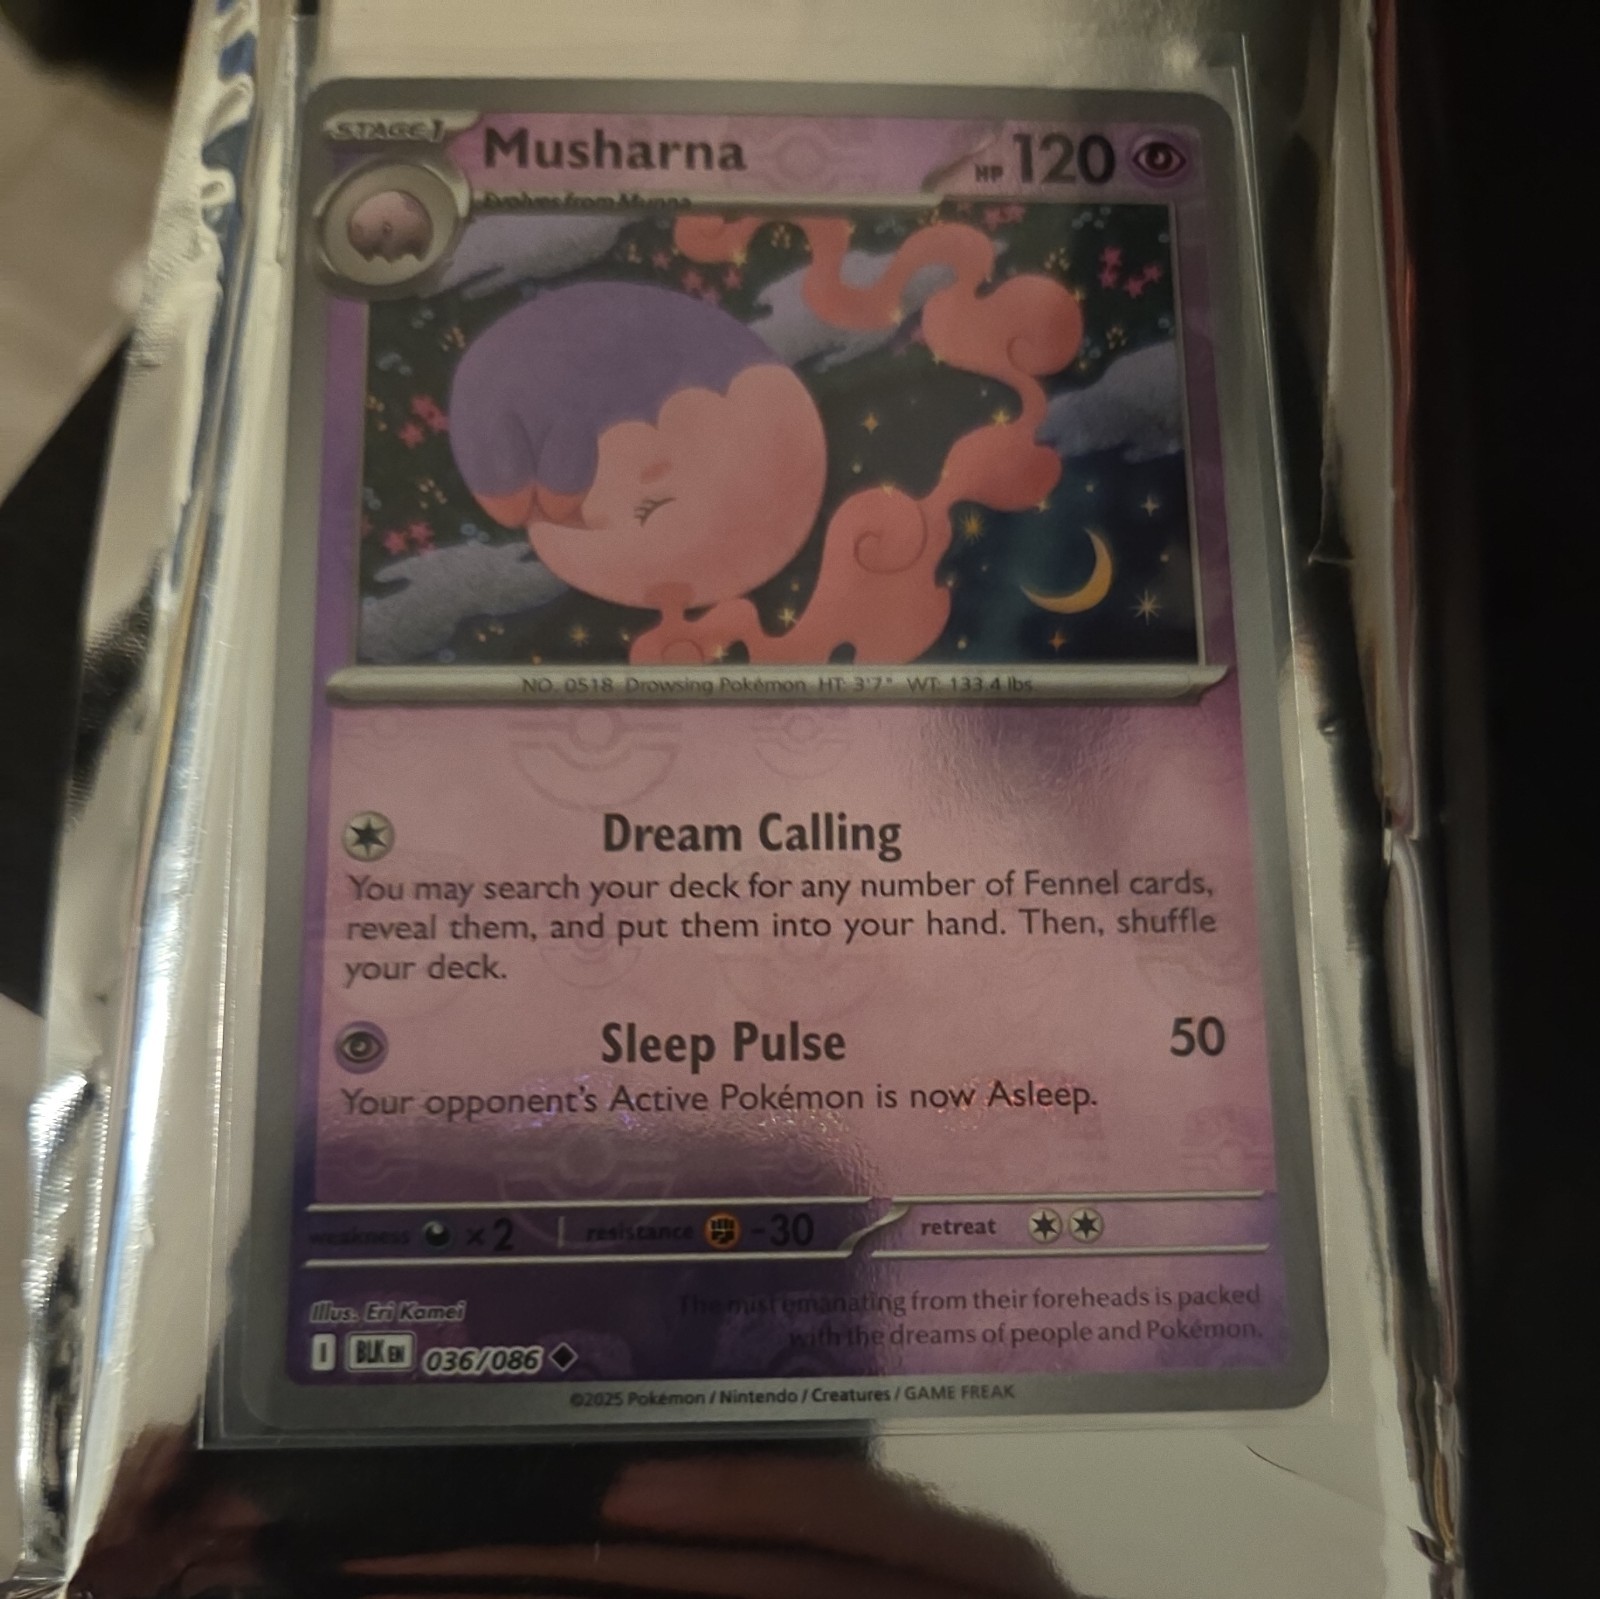 STAGE 1
Musharna
HP 120
Evolves from Munna
NO. 0518 Drowsing Pokémon HT: 3'7" WT: 133.4 lbs.
Dream Calling
You may search your deck for any number of Fennel cards,
reveal them, and put them into your hand. Then, shuffle
your deck.
Sleep Pulse 50
Your opponent's Active Pokémon is now Asleep.
weakness ×2 resistance -30 retreat
Illus. Eri Kamei
The mist emanating from their foreheads is packed
with the dreams of people and Pokémon.
I BLK EN 036/086
©2025 Pokémon / Nintendo / Creatures / GAME FREAK